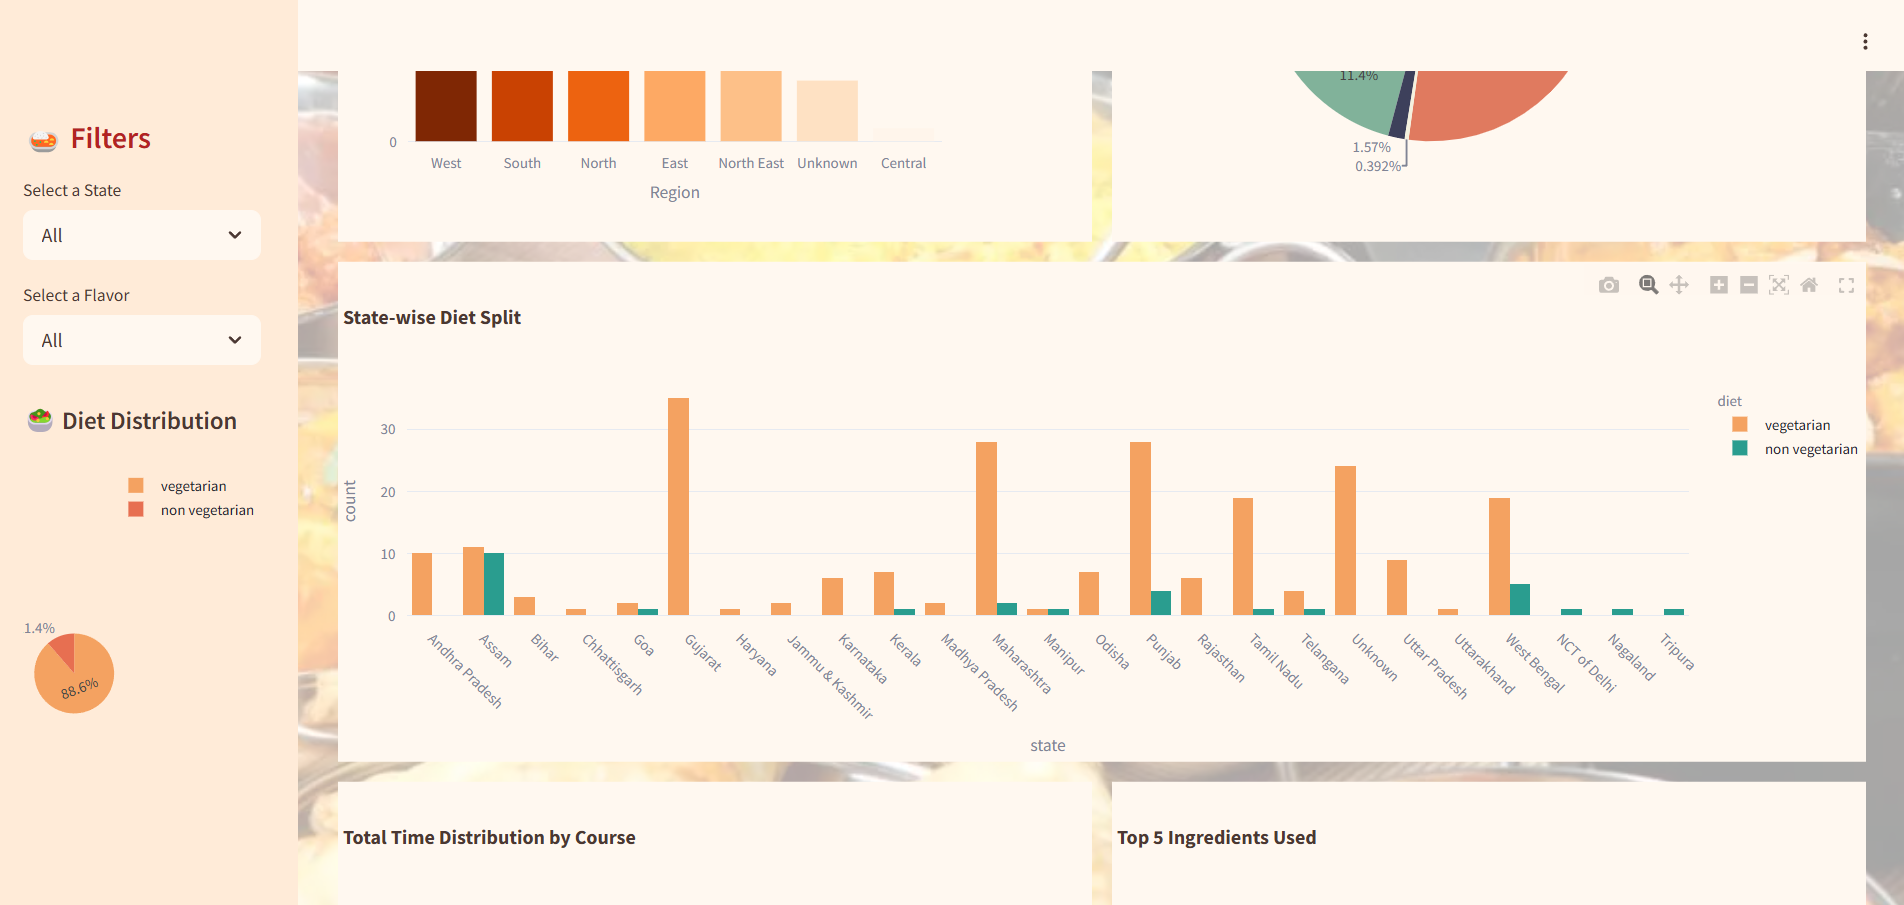 Filters
Select a State
All
Select a Flavor
All
Diet Distribution
vegetarian
non vegetarian
1.4%
88.6%
0
West
South
North
East
North East
Unknown
Central
Region
11.4%
1.57%
0.392%
State-wise Diet Split
diet
vegetarian
non vegetarian
count
30
20
10
0
Andhra Pradesh
Assam
Bihar
Chhattisgarh
Goa
Gujarat
Haryana
Jammu & Kashmir
Karnataka
Kerala
Madhya Pradesh
Maharashtra
Manipur
Odisha
Punjab
Rajasthan
Tamil Nadu
Telangana
Unknown
Uttar Pradesh
Uttarakhand
West Bengal
NCT of Delhi
Nagaland
Tripura
state
Total Time Distribution by Course
Top 5 Ingredients Used